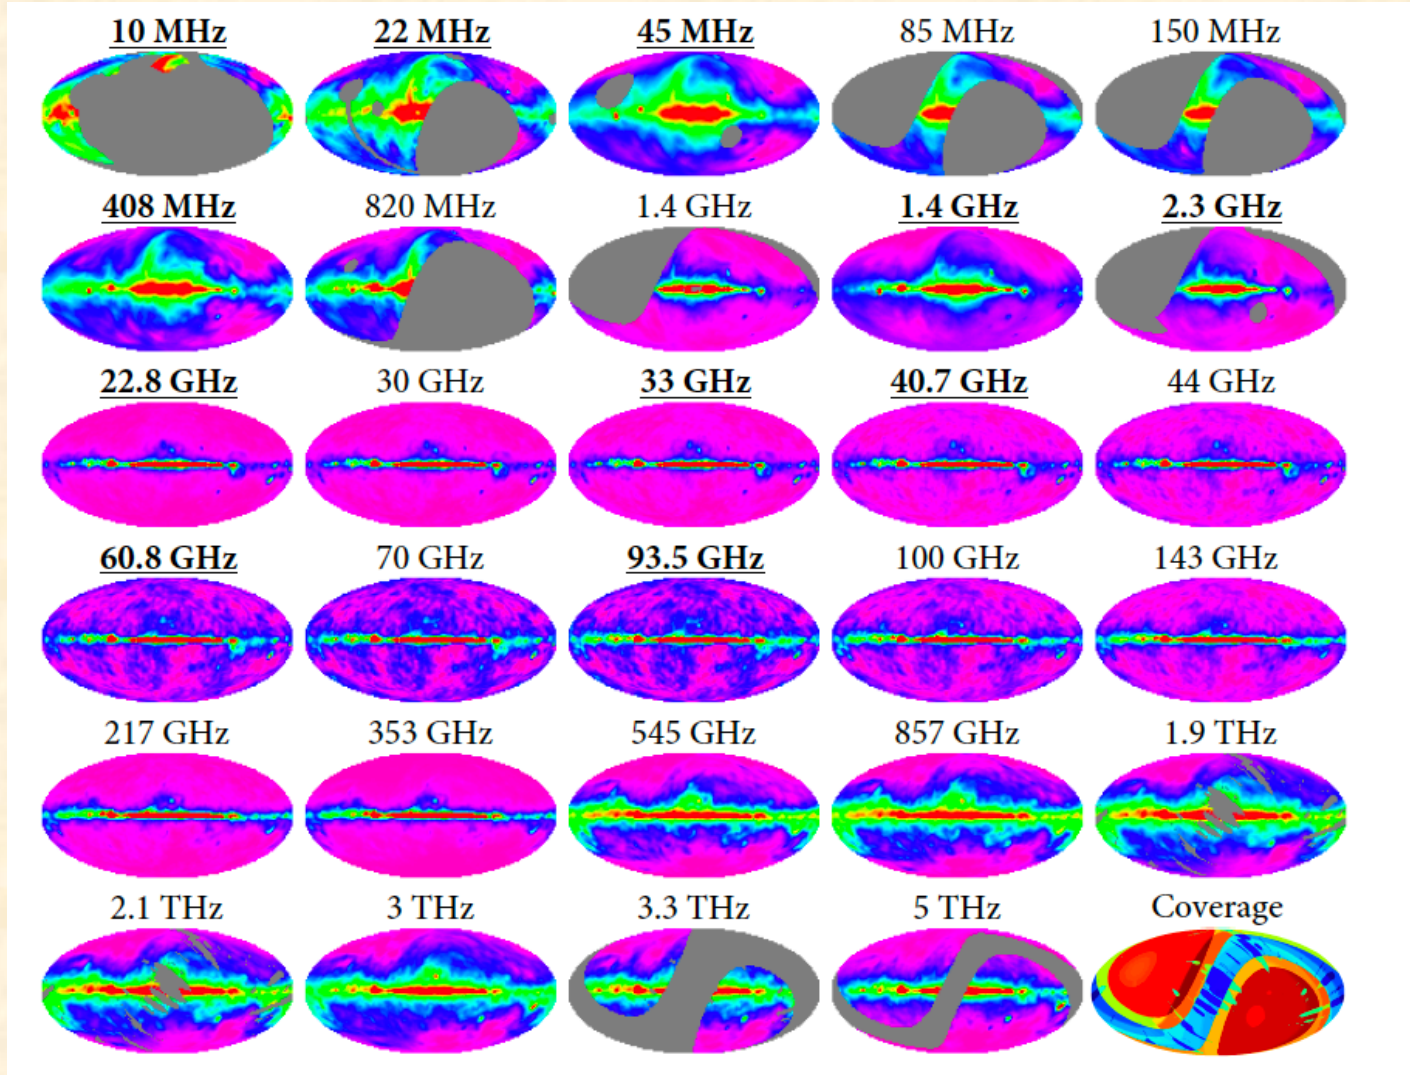 10 MHz 22 MHz 45 MHz 85 MHz 150 MHz
408 MHz 820 MHz 1.4 GHz 1.4 GHz 2.3 GHz
22.8 GHz 30 GHz 33 GHz 40.7 GHz 44 GHz
60.8 GHz 70 GHz 93.5 GHz 100 GHz 143 GHz
217 GHz 353 GHz 545 GHz 857 GHz 1.9 THz
2.1 THz 3 THz 3.3 THz 5 THz Coverage